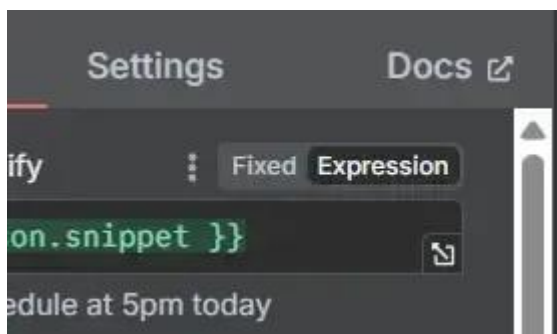 Settings Docs
ify Fixed Expression
on.snippet }}
edule at 5pm today